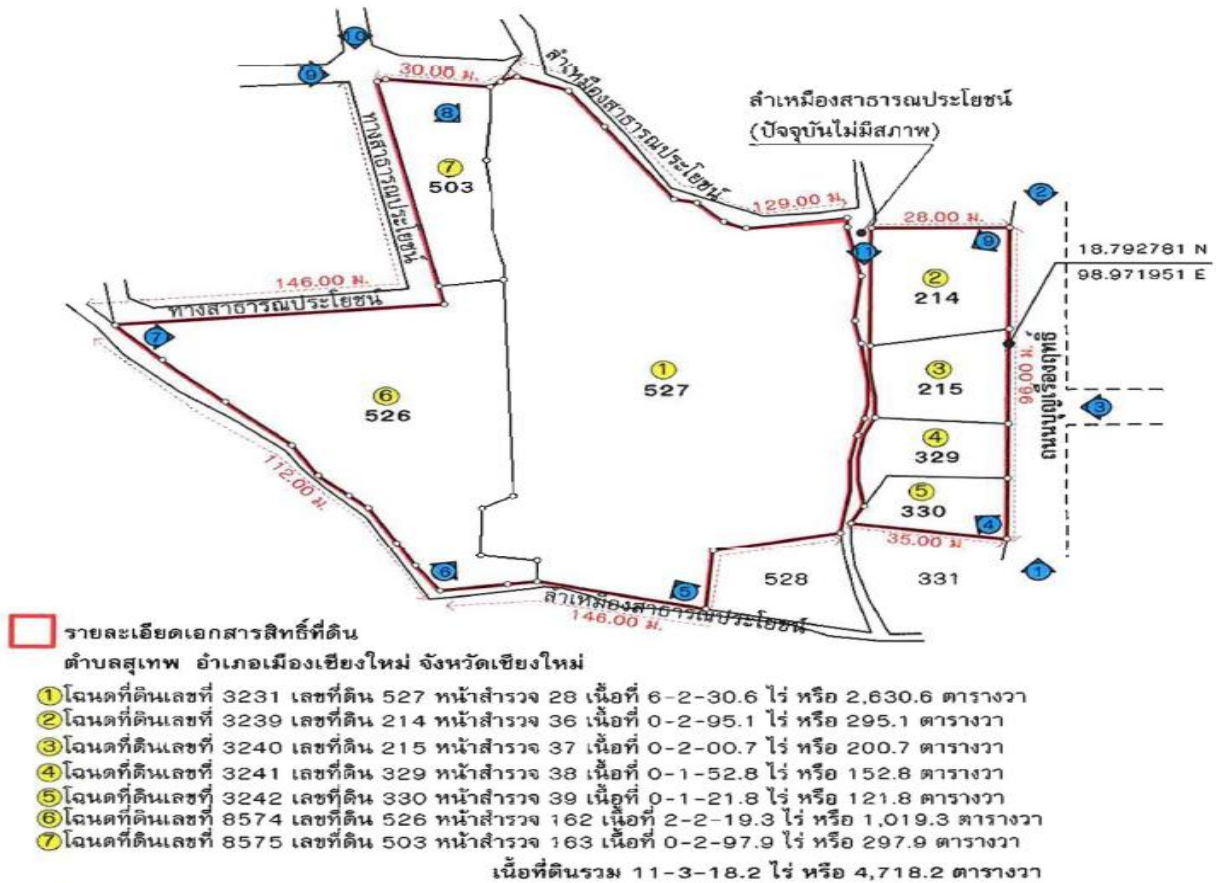 10
9
30.00 ม.
ลำเหมืองสาธารณประโยชน์
8
7
503
ทางสาธารณประโยชน์
ลำเหมืองสาธารณประโยชน์
(ปัจจุบันไม่มีสภาพ)
129.00 ม.
28.00 ม.
2
9
11
18.792781 N
98.971951 E
2
214
146.00 ม.
ทางสาธารณประโยชน์
7
1
527
3
215
96.00 ม.
3
6
526
4
329
112.00 ม.
5
330
4
35.00 ม.
6
5
528
331
1
ลำเหมืองสาธารณประโยชน์
146.00 ม.
รายละเอียดเอกสารสิทธิ์ที่ดิน
ตำบลสุเทพ อำเภอเมืองเชียงใหม่ จังหวัดเชียงใหม่
1 โฉนดที่ดินเลขที่ 3231 เลขที่ดิน 527 หน้าสำรวจ 28 เนื้อที่ 6-2-30.6 ไร่ หรือ 2,630.6 ตารางวา
2 โฉนดที่ดินเลขที่ 3239 เลขที่ดิน 214 หน้าสำรวจ 36 เนื้อที่ 0-2-95.1 ไร่ หรือ 295.1 ตารางวา
3 โฉนดที่ดินเลขที่ 3240 เลขที่ดิน 215 หน้าสำรวจ 37 เนื้อที่ 0-2-00.7 ไร่ หรือ 200.7 ตารางวา
4 โฉนดที่ดินเลขที่ 3241 เลขที่ดิน 329 หน้าสำรวจ 38 เนื้อที่ 0-1-52.8 ไร่ หรือ 152.8 ตารางวา
5 โฉนดที่ดินเลขที่ 3242 เลขที่ดิน 330 หน้าสำรวจ 39 เนื้อที่ 0-1-21.8 ไร่ หรือ 121.8 ตารางวา
6 โฉนดที่ดินเลขที่ 8574 เลขที่ดิน 526 หน้าสำรวจ 162 เนื้อที่ 2-2-19.3 ไร่ หรือ 1,019.3 ตารางวา
7 โฉนดที่ดินเลขที่ 8575 เลขที่ดิน 503 หน้าสำรวจ 163 เนื้อที่ 0-2-97.9 ไร่ หรือ 297.9 ตารางวา
เนื้อที่ดินรวม 11-3-18.2 ไร่ หรือ 4,718.2 ตารางวา